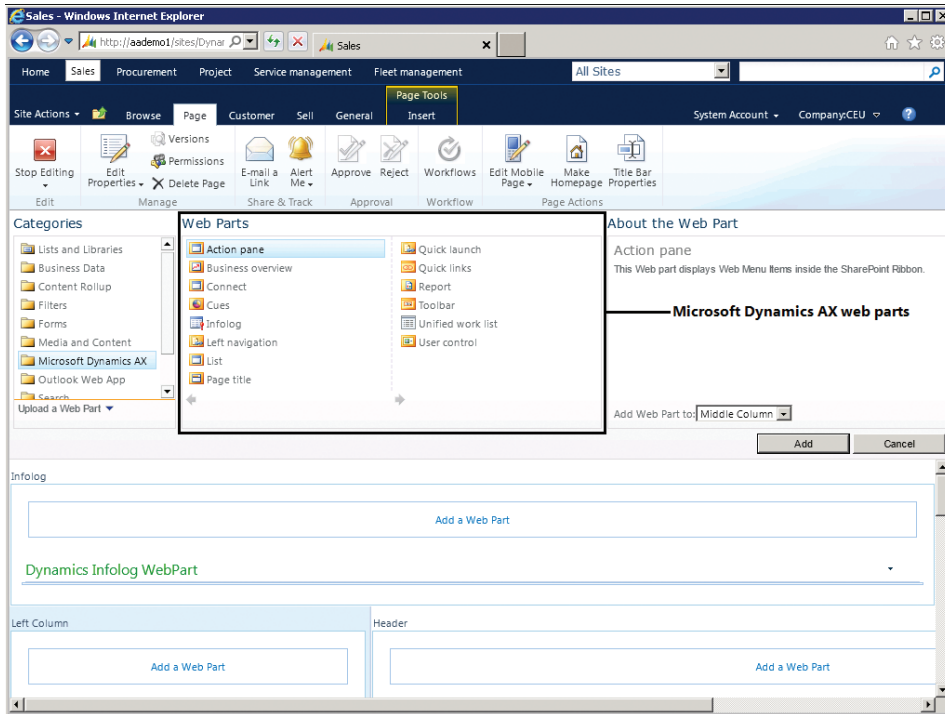 Sales - Windows Internet Explorer
http://aademo1/sites/Dynar
Sales
Home Sales Procurement Project Service management Fleet management All Sites
Page Tools
Site Actions Browse Page Customer Sell General Insert System Account Company:CEU
Stop Editing
Edit Properties
Versions
Permissions
Delete Page
E-mail a Link
Alert Me
Approve Reject
Workflows
Edit Mobile Page
Make Homepage
Title Bar Properties
Edit Manage Share & Track Approval Workflow Page Actions
Categories
Lists and Libraries
Business Data
Content Rollup
Filters
Forms
Media and Content
Microsoft Dynamics AX
Outlook Web App
Search
Upload a Web Part
Web Parts
Action pane
Business overview
Connect
Cues
Infolog
Left navigation
List
Page title
Quick launch
Quick links
Report
Toolbar
Unified work list
User control
About the Web Part
Action pane
This Web part displays Web Menu Items inside the SharePoint Ribbon.
Microsoft Dynamics AX web parts
Add Web Part to: Middle Column
Add Cancel
Infolog
Add a Web Part
Dynamics Infolog WebPart
Left Column
Add a Web Part
Header
Add a Web Part